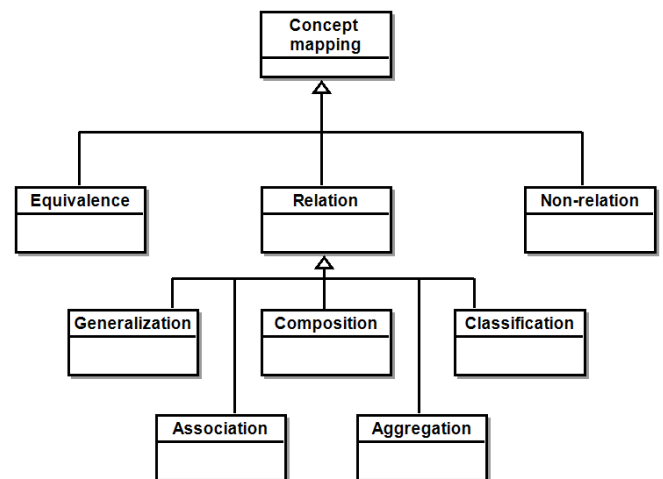 Concept
mapping
Equivalence
Relation
Non-relation
Generalization
Composition
Classification
Association
Aggregation